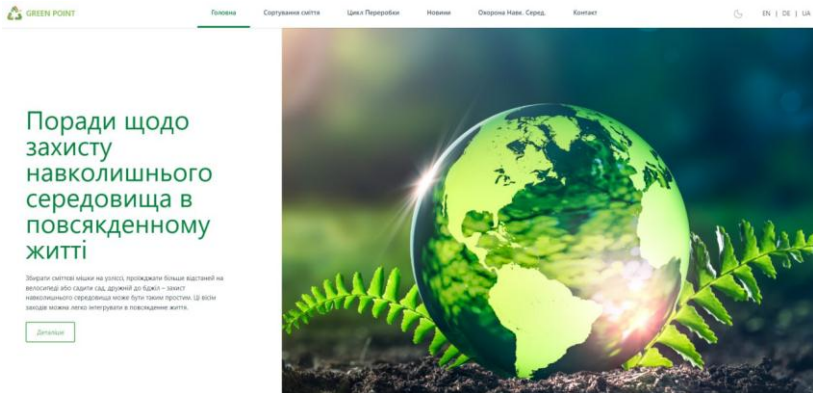 GREEN POINT
Головна
Сортування сміття
Цикл Переробки
Новини
Охорона Навк. Серед.
Контакт
EN | DE | UA
Поради щодо
захисту
навколишнього
середовища в
повсякденному
житті
Збирати сміттєві мішки на узліссі, проїжджати більше відстаней на
велосипеді або садити сад, дружній до бджіл – захист
навколишнього середовища може бути таким простим. Ці вісім
заходів можна легко інтегрувати в повсякденне життя.
Детальніше